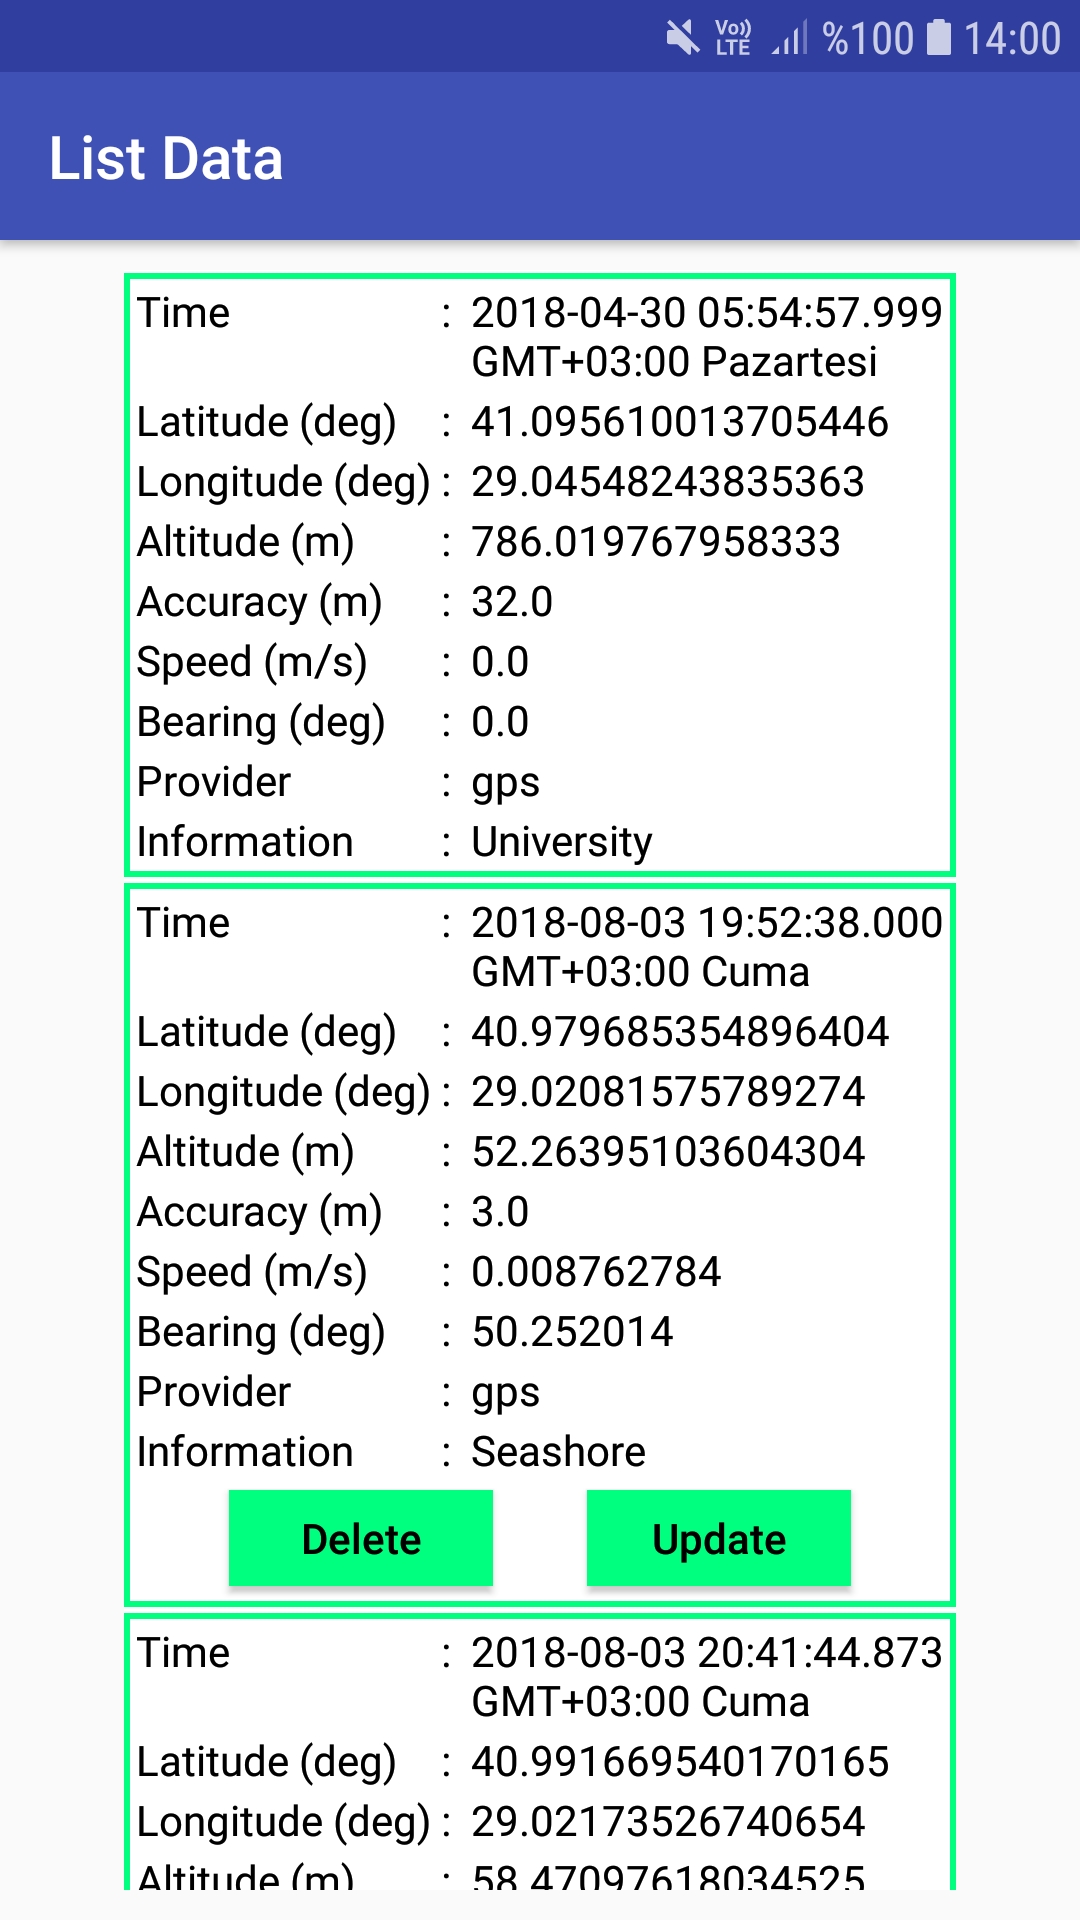 Vo)) LTE %100 14:00
List Data
Time : 2018-04-30 05:54:57.999
GMT+03:00 Pazartesi
Latitude (deg) : 41.095610013705446
Longitude (deg) : 29.04548243835363
Altitude (m) : 786.019767958333
Accuracy (m) : 32.0
Speed (m/s) : 0.0
Bearing (deg) : 0.0
Provider : gps
Information : University
Time : 2018-08-03 19:52:38.000
GMT+03:00 Cuma
Latitude (deg) : 40.979685354896404
Longitude (deg) : 29.02081575789274
Altitude (m) : 52.26395103604304
Accuracy (m) : 3.0
Speed (m/s) : 0.008762784
Bearing (deg) : 50.252014
Provider : gps
Information : Seashore
Delete Update
Time : 2018-08-03 20:41:44.873
GMT+03:00 Cuma
Latitude (deg) : 40.991669540170165
Longitude (deg) : 29.02173526740654
Altitude (m) : 58.47097618034525